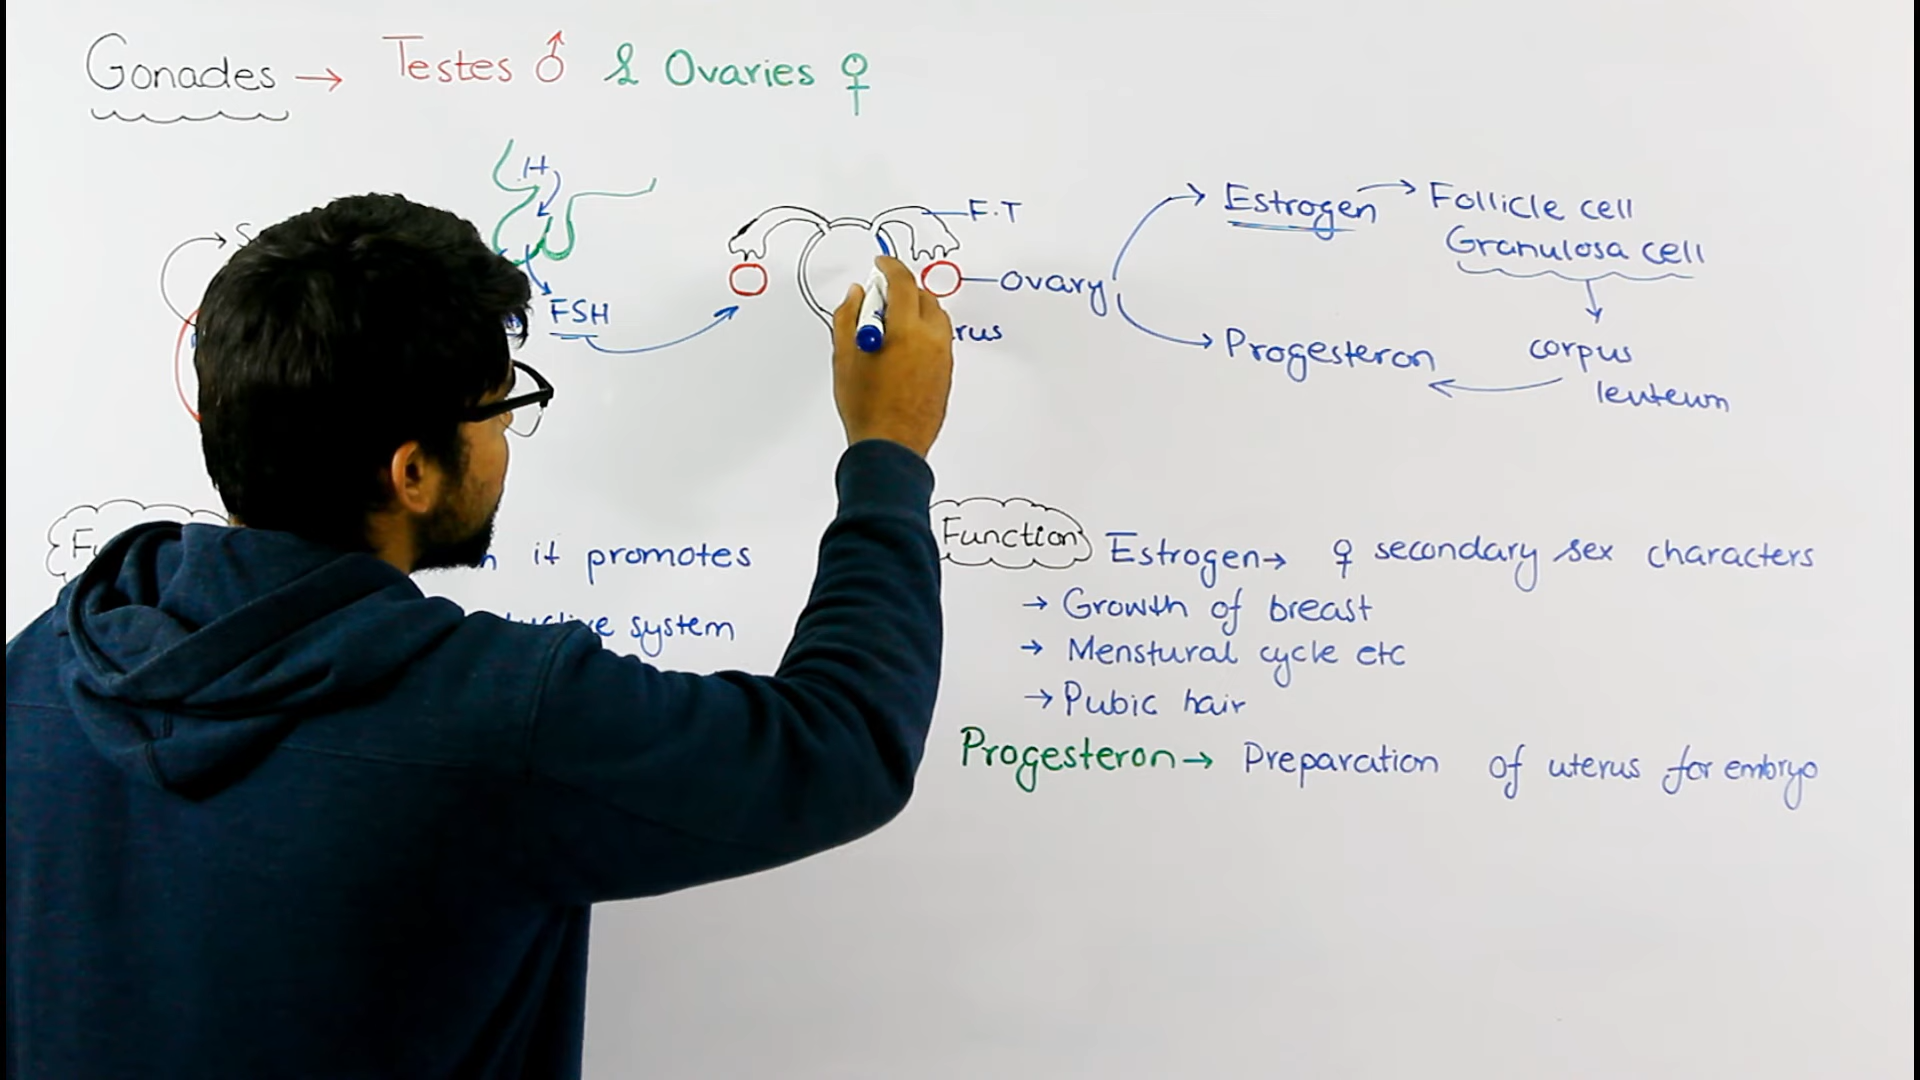 Gonades → Testes ♂ & Ovaries ♀
H
FSH
F.T
ovary
Estrogen → Follicle cell
Granulosa cell
Progesteron
corpus
leuteum
it promotes
system
Function
Estrogen → ♀ secondary sex characters
→ Growth of breast
→ Menstural cycle etc
→ Pubic hair
Progesteron → Preparation of uterus for embryo